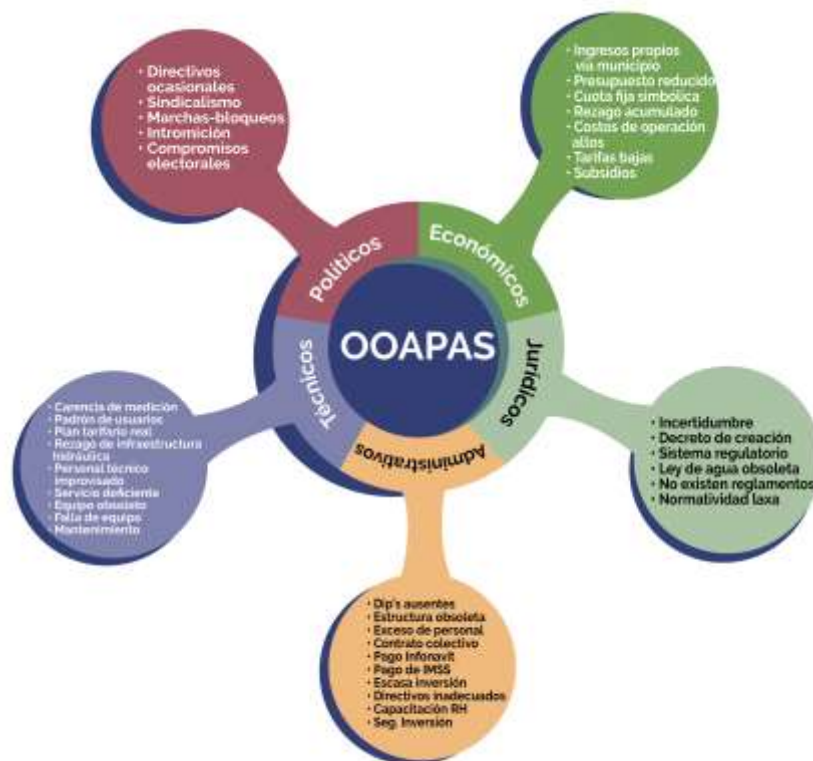 • Directivos
ocasionales
• Sindicalismo
• Marchas-bloqueos
• Intromición
• Compromisos
electorales
• Ingresos propios
vía municipio
• Presupuesto reducido
• Cuota fija simbólica
• Rezago acumulado
• Costos de operación
altos
• Tarifas bajas
• Subsidios
Políticos
Económicos
OOAPAS
Técnicos
Jurídicos
Administrativos
• Carencia de medición
• Padrón de usuarios
• Plan tarifario real
• Rezago de infraestructura
hidráulica
• Personal técnico
improvisado
• Servicio deficiente
• Equipo obsoleto
• Falla de equipo
• Mantenimiento
• Incertidumbre
• Decreto de creación
• Sistema regulatorio
• Ley de agua obsoleta
• No existen reglamentos
• Normatividad laxa
• Dip's ausentes
• Estructura obsoleta
• Exceso de personal
• Contrato colectivo
• Pago Infonavit
• Pago de IMSS
• Escasa inversión
• Directivos inadecuados
• Capacitación RH
• Seg. Inversión